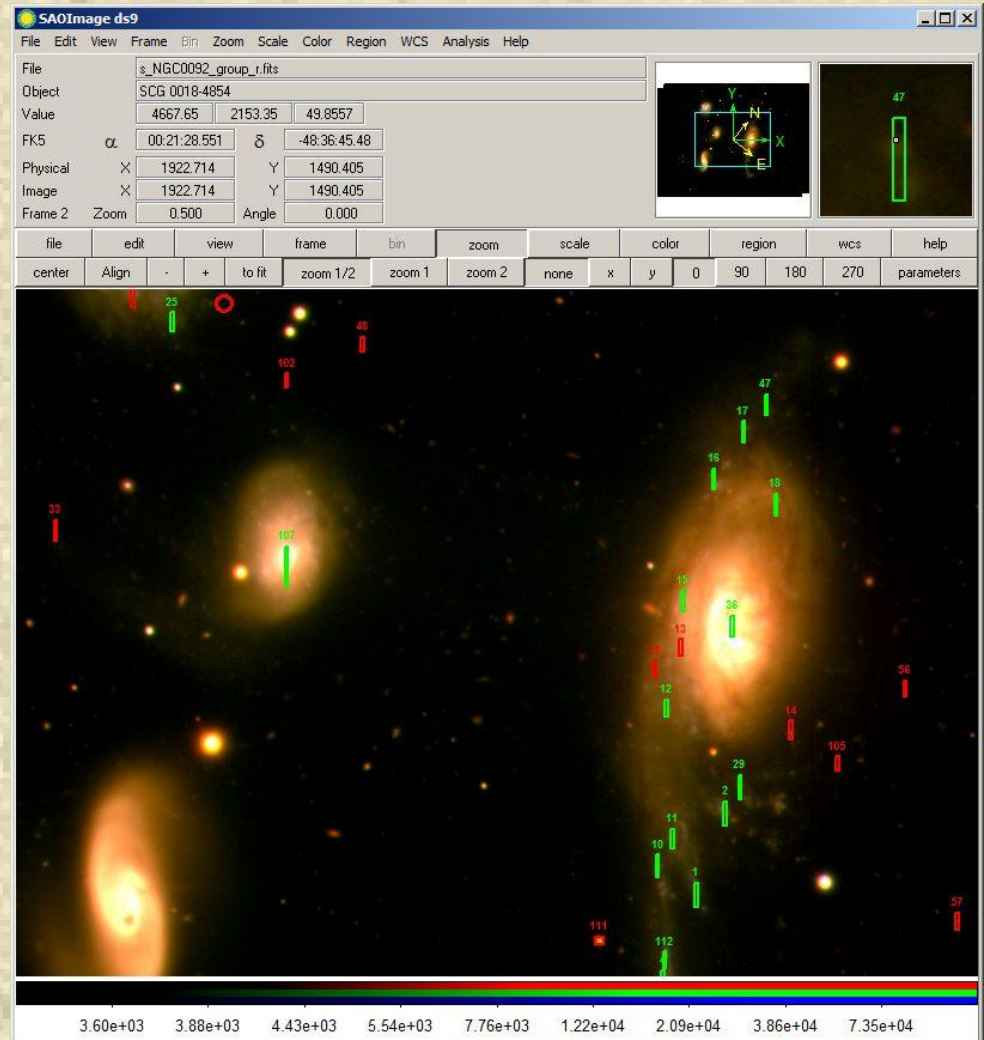 SAOImage ds9
File Edit View Frame Bin Zoom Scale Color Region WCS Analysis Help
File s_NGC0092_group_r.fits
Object SCG 0018-4854
Value 4667.65 2153.35 49.8557
FK5 α 00:21:28.551 δ -48:36:45.48
Physical X 1922.714 Y 1490.405
Image X 1922.714 Y 1490.405
Frame 2 Zoom 0.500 Angle 0.000
Y N X E
47
file edit view frame bin zoom scale color region wcs help
center Align - + to fit zoom 1/2 zoom 1 zoom 2 none x y 0 90 180 270 parameters
25
48
102
47
17
16
18
33
107
15
36
13
12
56
14
105
29
2
11
10
1
57
111
112
3.60e+03 3.88e+03 4.43e+03 5.54e+03 7.76e+03 1.22e+04 2.09e+04 3.86e+04 7.35e+04